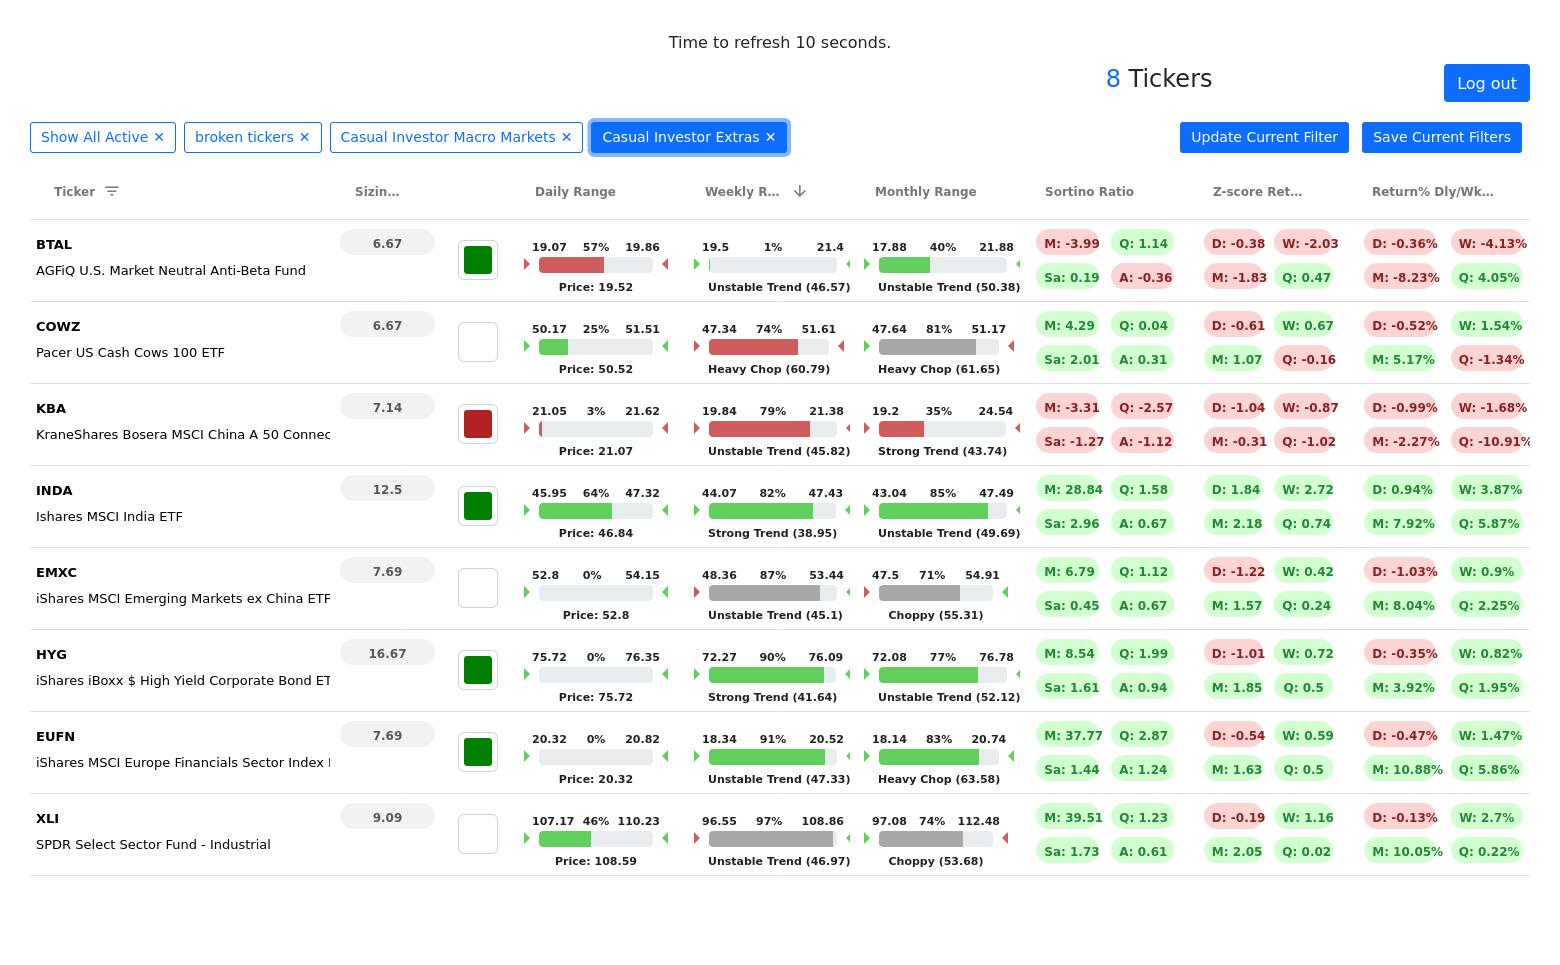 Time to refresh 10 seconds.
8 Tickers
Log out
Show All Active ✕ broken tickers ✕ Casual Investor Macro Markets ✕ Casual Investor Extras ✕ Update Current Filter Save Current Filters
Ticker Sizin... Daily Range Weekly R... Monthly Range Sortino Ratio Z-score Ret... Return% Dly/Wk...
BTAL 6.67 19.07 57% 19.86 19.5 1% 21.4 17.88 40% 21.88 M: -3.99 Q: 1.14 D: -0.38 W: -2.03 D: -0.36% W: -4.13%
AGFiQ U.S. Market Neutral Anti-Beta Fund Price: 19.52 Unstable Trend (46.57) Unstable Trend (50.38) Sa: 0.19 A: -0.36 M: -1.83 Q: 0.47 M: -8.23% Q: 4.05%
COWZ 6.67 50.17 25% 51.51 47.34 74% 51.61 47.64 81% 51.17 M: 4.29 Q: 0.04 D: -0.61 W: 0.67 D: -0.52% W: 1.54%
Pacer US Cash Cows 100 ETF Price: 50.52 Heavy Chop (60.79) Heavy Chop (61.65) Sa: 2.01 A: 0.31 M: 1.07 Q: -0.16 M: 5.17% Q: -1.34%
KBA 7.14 21.05 3% 21.62 19.84 79% 21.38 19.2 35% 24.54 M: -3.31 Q: -2.57 D: -1.04 W: -0.87 D: -0.99% W: -1.68%
KraneShares Bosera MSCI China A 50 Connec Price: 21.07 Unstable Trend (45.82) Strong Trend (43.74) Sa: -1.27 A: -1.12 M: -0.31 Q: -1.02 M: -2.27% Q: -10.91%
INDA 12.5 45.95 64% 47.32 44.07 82% 47.43 43.04 85% 47.49 M: 28.84 Q: 1.58 D: 1.84 W: 2.72 D: 0.94% W: 3.87%
Ishares MSCI India ETF Price: 46.84 Strong Trend (38.95) Unstable Trend (49.69) Sa: 2.96 A: 0.67 M: 2.18 Q: 0.74 M: 7.92% Q: 5.87%
EMXC 7.69 52.8 0% 54.15 48.36 87% 53.44 47.5 71% 54.91 M: 6.79 Q: 1.12 D: -1.22 W: 0.42 D: -1.03% W: 0.9%
iShares MSCI Emerging Markets ex China ETF Price: 52.8 Unstable Trend (45.1) Choppy (55.31) Sa: 0.45 A: 0.67 M: 1.57 Q: 0.24 M: 8.04% Q: 2.25%
HYG 16.67 75.72 0% 76.35 72.27 90% 76.09 72.08 77% 76.78 M: 8.54 Q: 1.99 D: -1.01 W: 0.72 D: -0.35% W: 0.82%
iShares iBoxx $ High Yield Corporate Bond ET Price: 75.72 Strong Trend (41.64) Unstable Trend (52.12) Sa: 1.61 A: 0.94 M: 1.85 Q: 0.5 M: 3.92% Q: 1.95%
EUFN 7.69 20.32 0% 20.82 18.34 91% 20.52 18.14 83% 20.74 M: 37.77 Q: 2.87 D: -0.54 W: 0.59 D: -0.47% W: 1.47%
iShares MSCI Europe Financials Sector Index Price: 20.32 Unstable Trend (47.33) Heavy Chop (63.58) Sa: 1.44 A: 1.24 M: 1.63 Q: 0.5 M: 10.88% Q: 5.86%
XLI 9.09 107.17 46% 110.23 96.55 97% 108.86 97.08 74% 112.48 M: 39.51 Q: 1.23 D: -0.19 W: 1.16 D: -0.13% W: 2.7%
SPDR Select Sector Fund - Industrial Price: 108.59 Unstable Trend (46.97) Choppy (53.68) Sa: 1.73 A: 0.61 M: 2.05 Q: 0.02 M: 10.05% Q: 0.22%